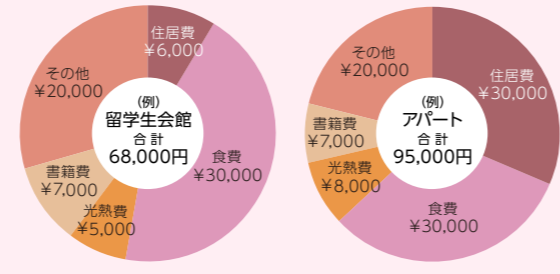 住居費
¥6,000
食費
¥30,000
光熱費
¥5,000
書籍費
¥7,000
その他
¥20,000
(例)
留学生会館
合 計
68,000円
住居費
¥30,000
食費
¥30,000
光熱費
¥8,000
書籍費
¥7,000
その他
¥20,000
(例)
アパート
合 計
95,000円